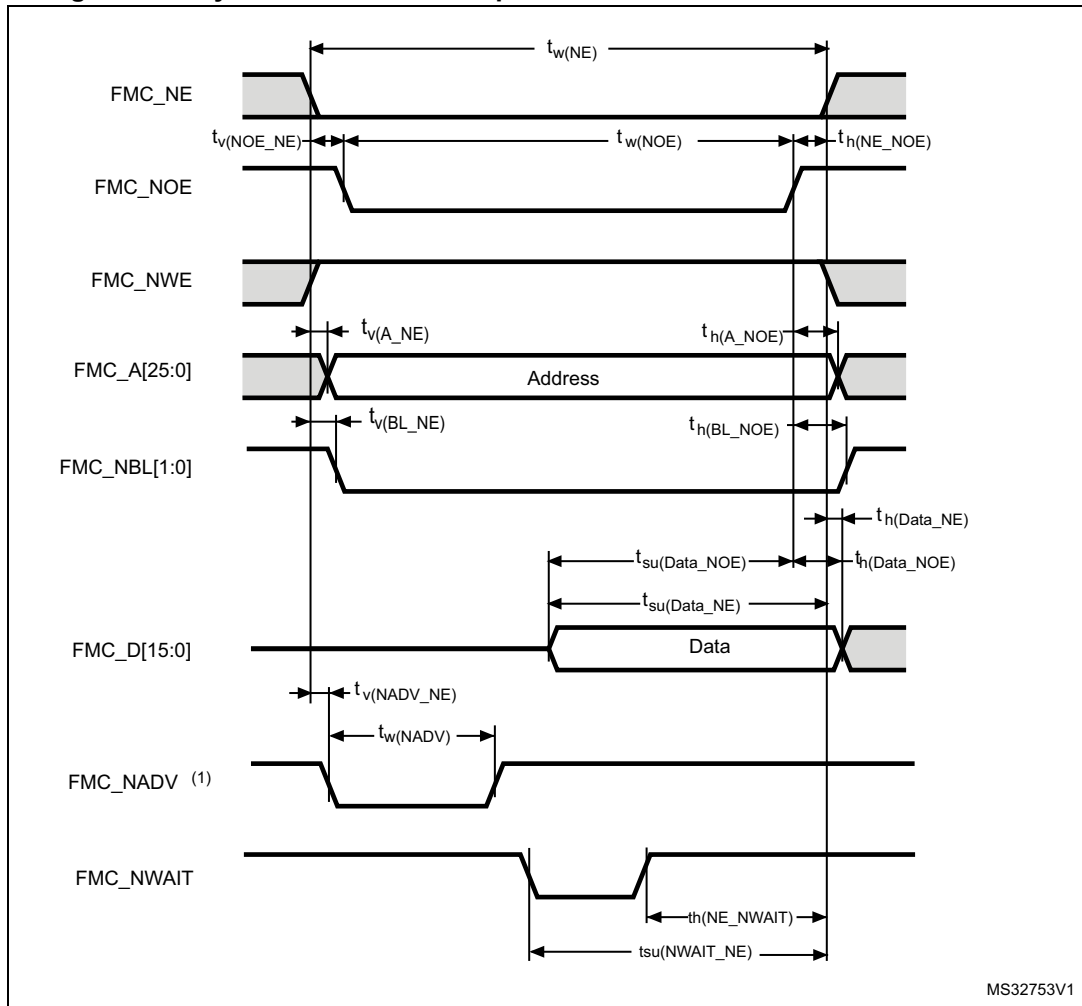 tw(NE)
FMC_NE
tv(NOE_NE)
tw(NOE)
th(NE_NOE)
FMC_NOE
FMC_NWE
tv(A_NE)
th(A_NOE)
FMC_A[25:0]
Address
tv(BL_NE)
th(BL_NOE)
FMC_NBL[1:0]
th(Data_NE)
tsu(Data_NOE)
th(Data_NOE)
tsu(Data_NE)
FMC_D[15:0]
Data
tv(NADV_NE)
tw(NADV)
FMC_NADV (1)
FMC_NWAIT
th(NE_NWAIT)
tsu(NWAIT_NE)
MS32753V1